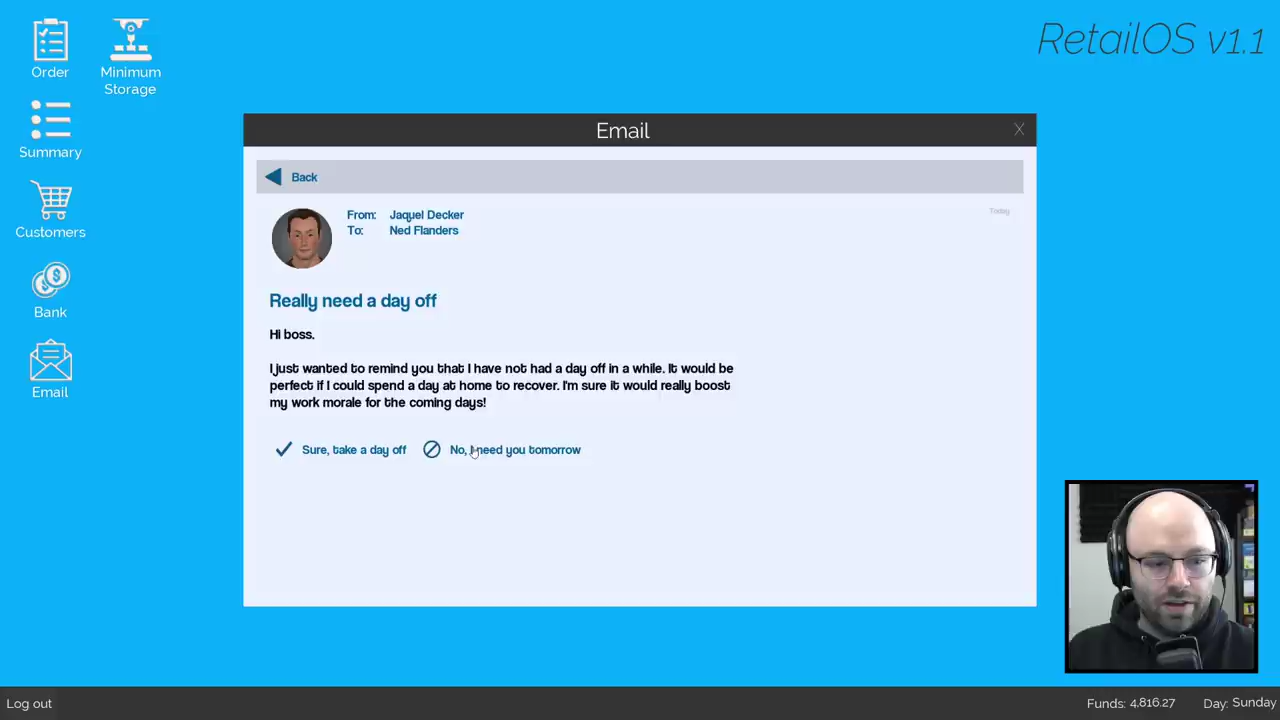 RetailOS v1.1
Order
Minimum
Storage
Summary
Customers
Bank
Email
Email
X
Back
From: Jaquel Decker
To: Ned Flanders
Today
Really need a day off
Hi boss.
I just wanted to remind you that I have not had a day off in a while. It would be
perfect if I could spend a day at home to recover. I'm sure it would really boost
my work morale for the coming days!
Sure, take a day off
No, I need you tomorrow
Log out
Funds: 4,816.27
Day: Sunday